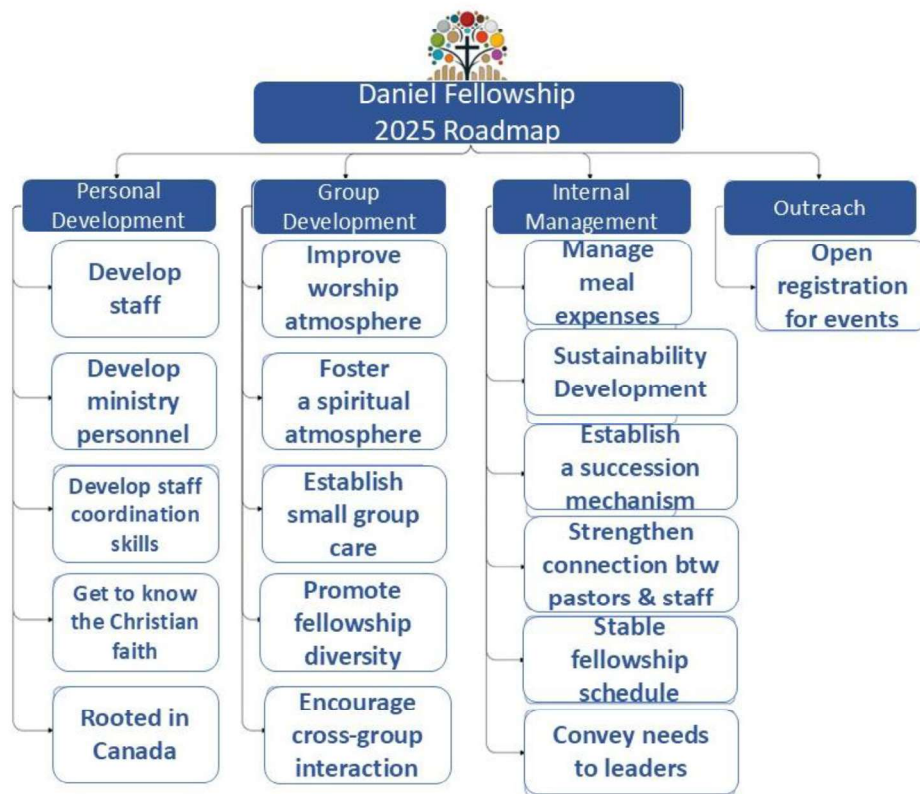 Daniel Fellowship
2025 Roadmap
Personal
Development
Develop
staff
Develop
ministry
personnel
Develop staff
coordination
skills
Get to know
the Christian
faith
Rooted in
Canada
Group
Development
Improve
worship
atmosphere
Foster
a spiritual
atmosphere
Establish
small group
care
Promote
fellowship
diversity
Encourage
cross-group
interaction
Internal
Management
Manage
meal
expenses
Sustainability
Development
Establish
a succession
mechanism
Strengthen
connection btw
pastors & staff
Stable
fellowship
schedule
Convey needs
to leaders
Outreach
Open
registration
for events